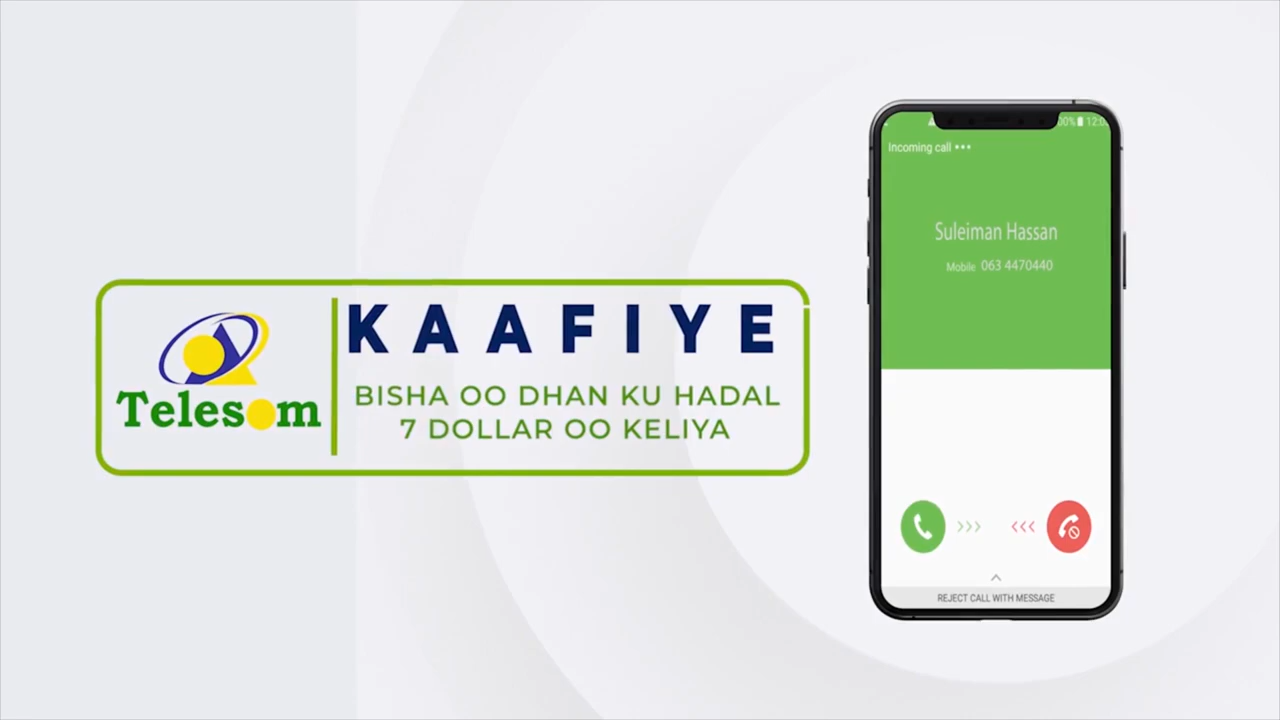 Telesom
KAAFIYE
BISHA OO DHAN KU HADAL
7 DOLLAR OO KELIYA
Incoming call •••
Suleiman Hassan
Mobile 063 4470440
REJECT CALL WITH MESSAGE